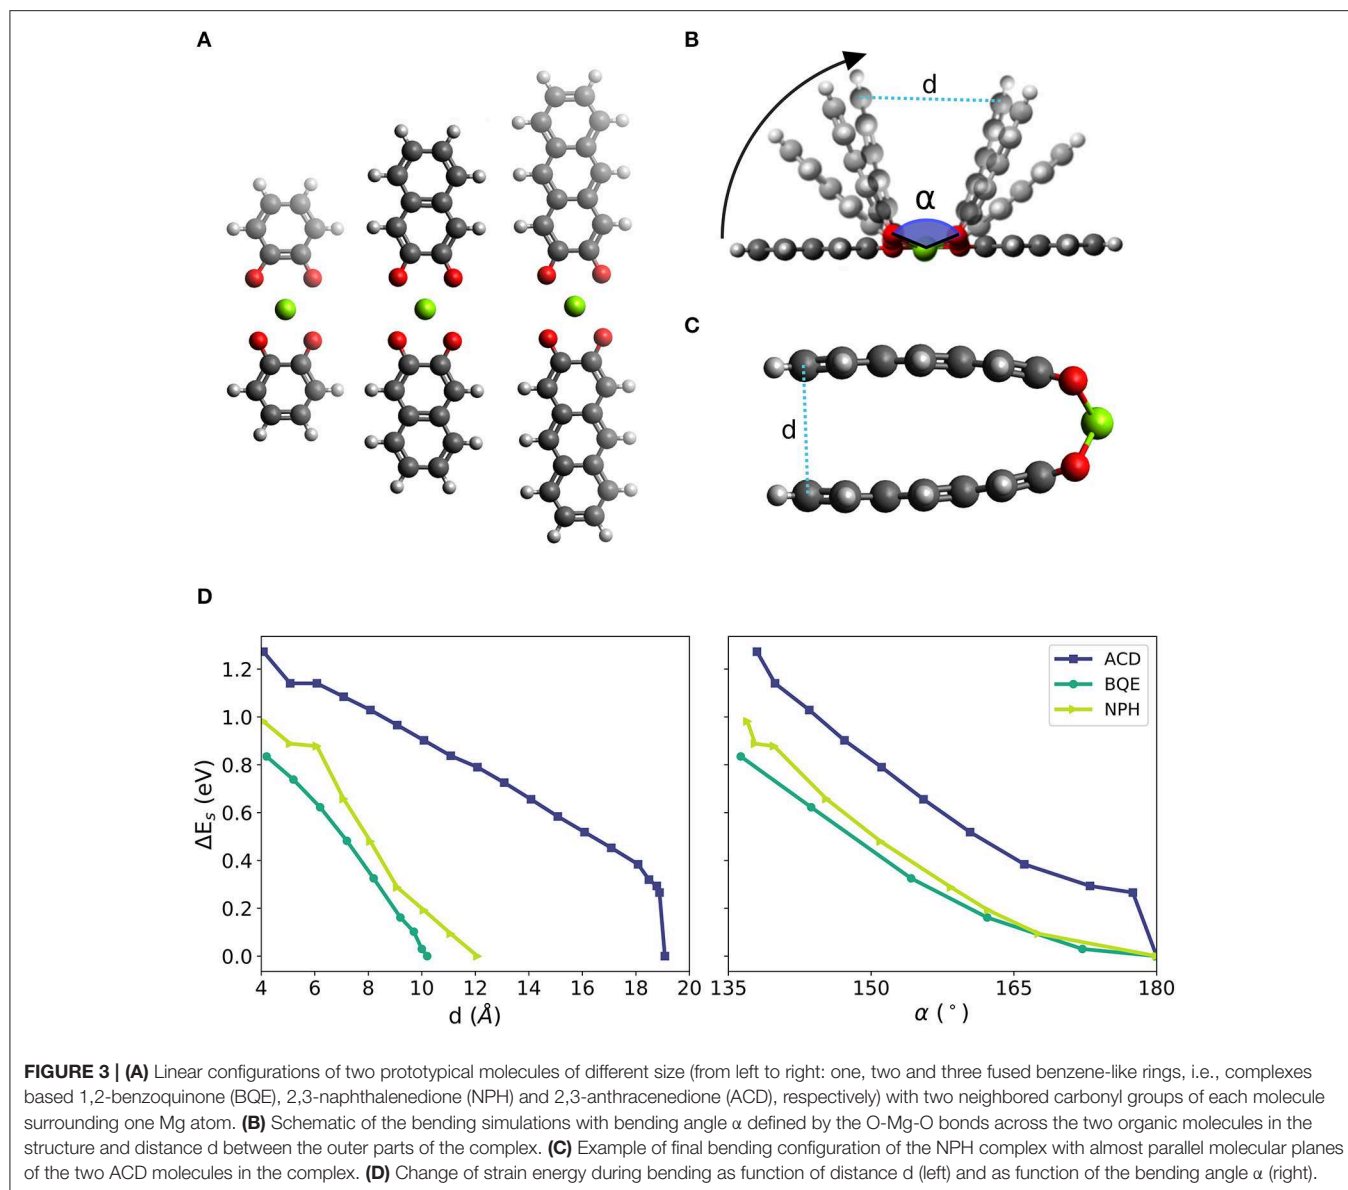 A
B
d
α
C
d
D
1.2
1.0
0.8
0.6
0.4
0.2
0.0
ΔEs (eV)
4 6 8 10 12 14 16 18 20
d (Å)
ACD
BQE
NPH
135 150 165 180
α (°)
FIGURE 3 | (A) Linear configurations of two prototypical molecules of different size (from left to right: one, two and three fused benzene-like rings, i.e., complexes
based 1,2-benzoquinone (BQE), 2,3-naphthalenedione (NPH) and 2,3-anthracenedione (ACD), respectively) with two neighbored carbonyl groups of each molecule
surrounding one Mg atom. (B) Schematic of the bending simulations with bending angle α defined by the O-Mg-O bonds across the two organic molecules in the
structure and distance d between the outer parts of the complex. (C) Example of final bending configuration of the NPH complex with almost parallel molecular planes
of the two ACD molecules in the complex. (D) Change of strain energy during bending as function of distance d (left) and as function of the bending angle α (right).